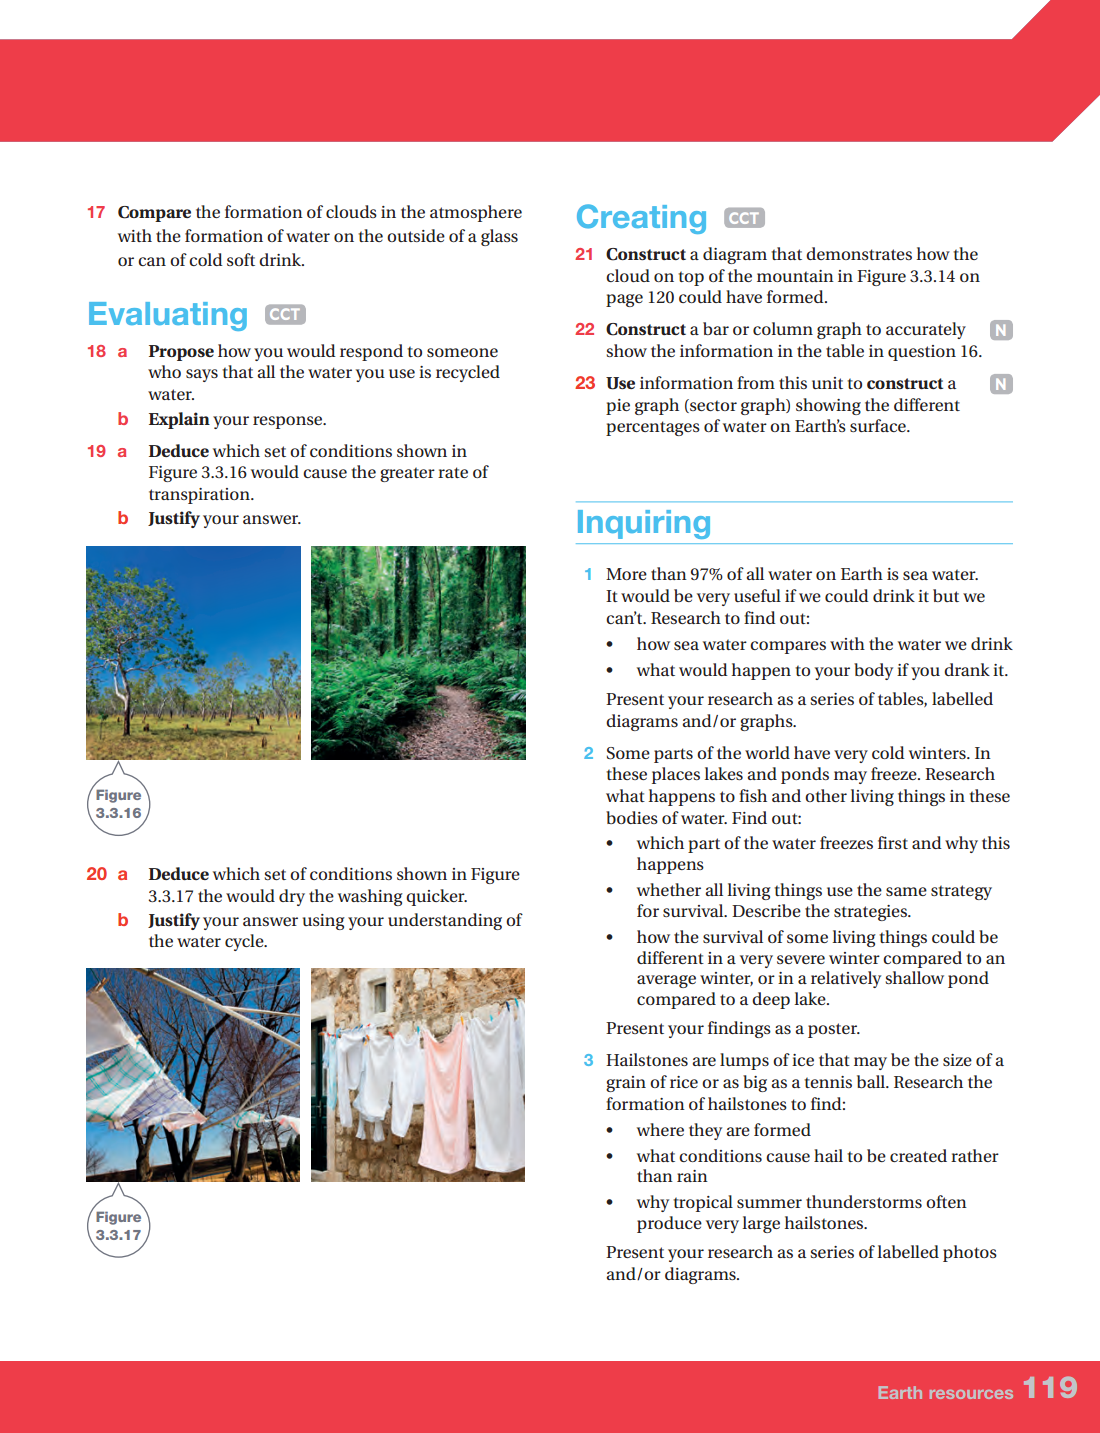 17 Compare the formation of clouds in the atmosphere
with the formation of water on the outside of a glass
or can of cold soft drink.
Evaluating CCT
18 a Propose how you would respond to someone
who says that all the water you use is recycled
water.
b Explain your response.
19 a Deduce which set of conditions shown in
Figure 3.3.16 would cause the greater rate of
transpiration.
b Justify your answer.
Figure
3.3.16
20 a Deduce which set of conditions shown in Figure
3.3.17 the would dry the washing quicker.
b Justify your answer using your understanding of
the water cycle.
Figure
3.3.17
Creating CCT
21 Construct a diagram that demonstrates how the
cloud on top of the mountain in Figure 3.3.14 on
page 120 could have formed.
22 Construct a bar or column graph to accurately N
show the information in the table in question 16.
23 Use information from this unit to construct a N
pie graph (sector graph) showing the different
percentages of water on Earth's surface.
Inquiring
1 More than 97% of all water on Earth is sea water.
It would be very useful if we could drink it but we
can't. Research to find out:
• how sea water compares with the water we drink
• what would happen to your body if you drank it.
Present your research as a series of tables, labelled
diagrams and/or graphs.
2 Some parts of the world have very cold winters. In
these places lakes and ponds may freeze. Research
what happens to fish and other living things in these
bodies of water. Find out:
• which part of the water freezes first and why this
happens
• whether all living things use the same strategy
for survival. Describe the strategies.
• how the survival of some living things could be
different in a very severe winter compared to an
average winter, or in a relatively shallow pond
compared to a deep lake.
Present your findings as a poster.
3 Hailstones are lumps of ice that may be the size of a
grain of rice or as big as a tennis ball. Research the
formation of hailstones to find:
• where they are formed
• what conditions cause hail to be created rather
than rain
• why tropical summer thunderstorms often
produce very large hailstones.
Present your research as a series of labelled photos
and/or diagrams.
Earth resources 119